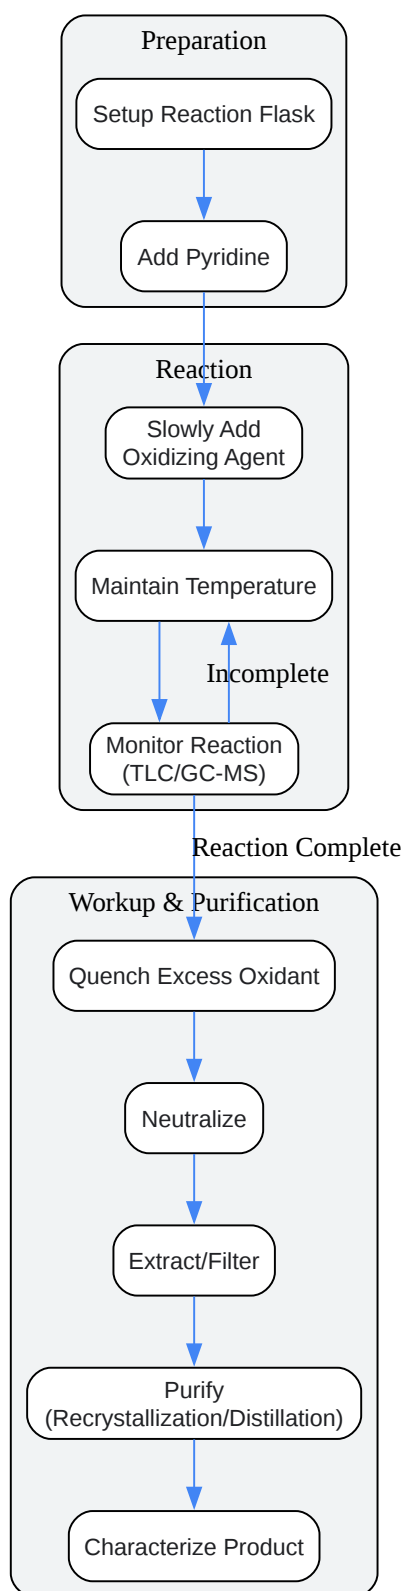 Preparation
Setup Reaction Flask
Add Pyridine
Reaction
Slowly Add
Oxidizing Agent
Maintain Temperature
Incomplete
Monitor Reaction
(TLC/GC-MS)
Reaction Complete
Workup & Purification
Quench Excess Oxidant
Neutralize
Extract/Filter
Purify
(Recrystallization/Distillation)
Characterize Product